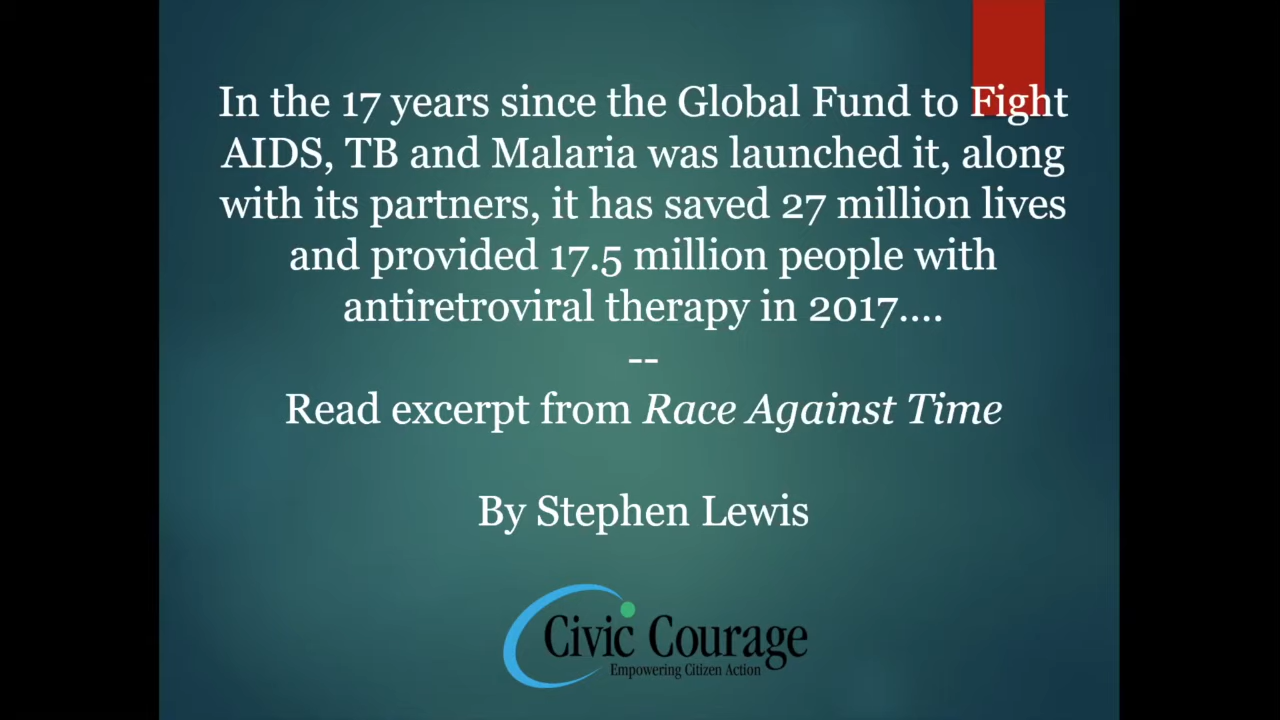 In the 17 years since the Global Fund to Fight
AIDS, TB and Malaria was launched it, along
with its partners, it has saved 27 million lives
and provided 17.5 million people with
antiretroviral therapy in 2017....
--
Read excerpt from Race Against Time
By Stephen Lewis
Civic Courage
Empowering Citizen Action